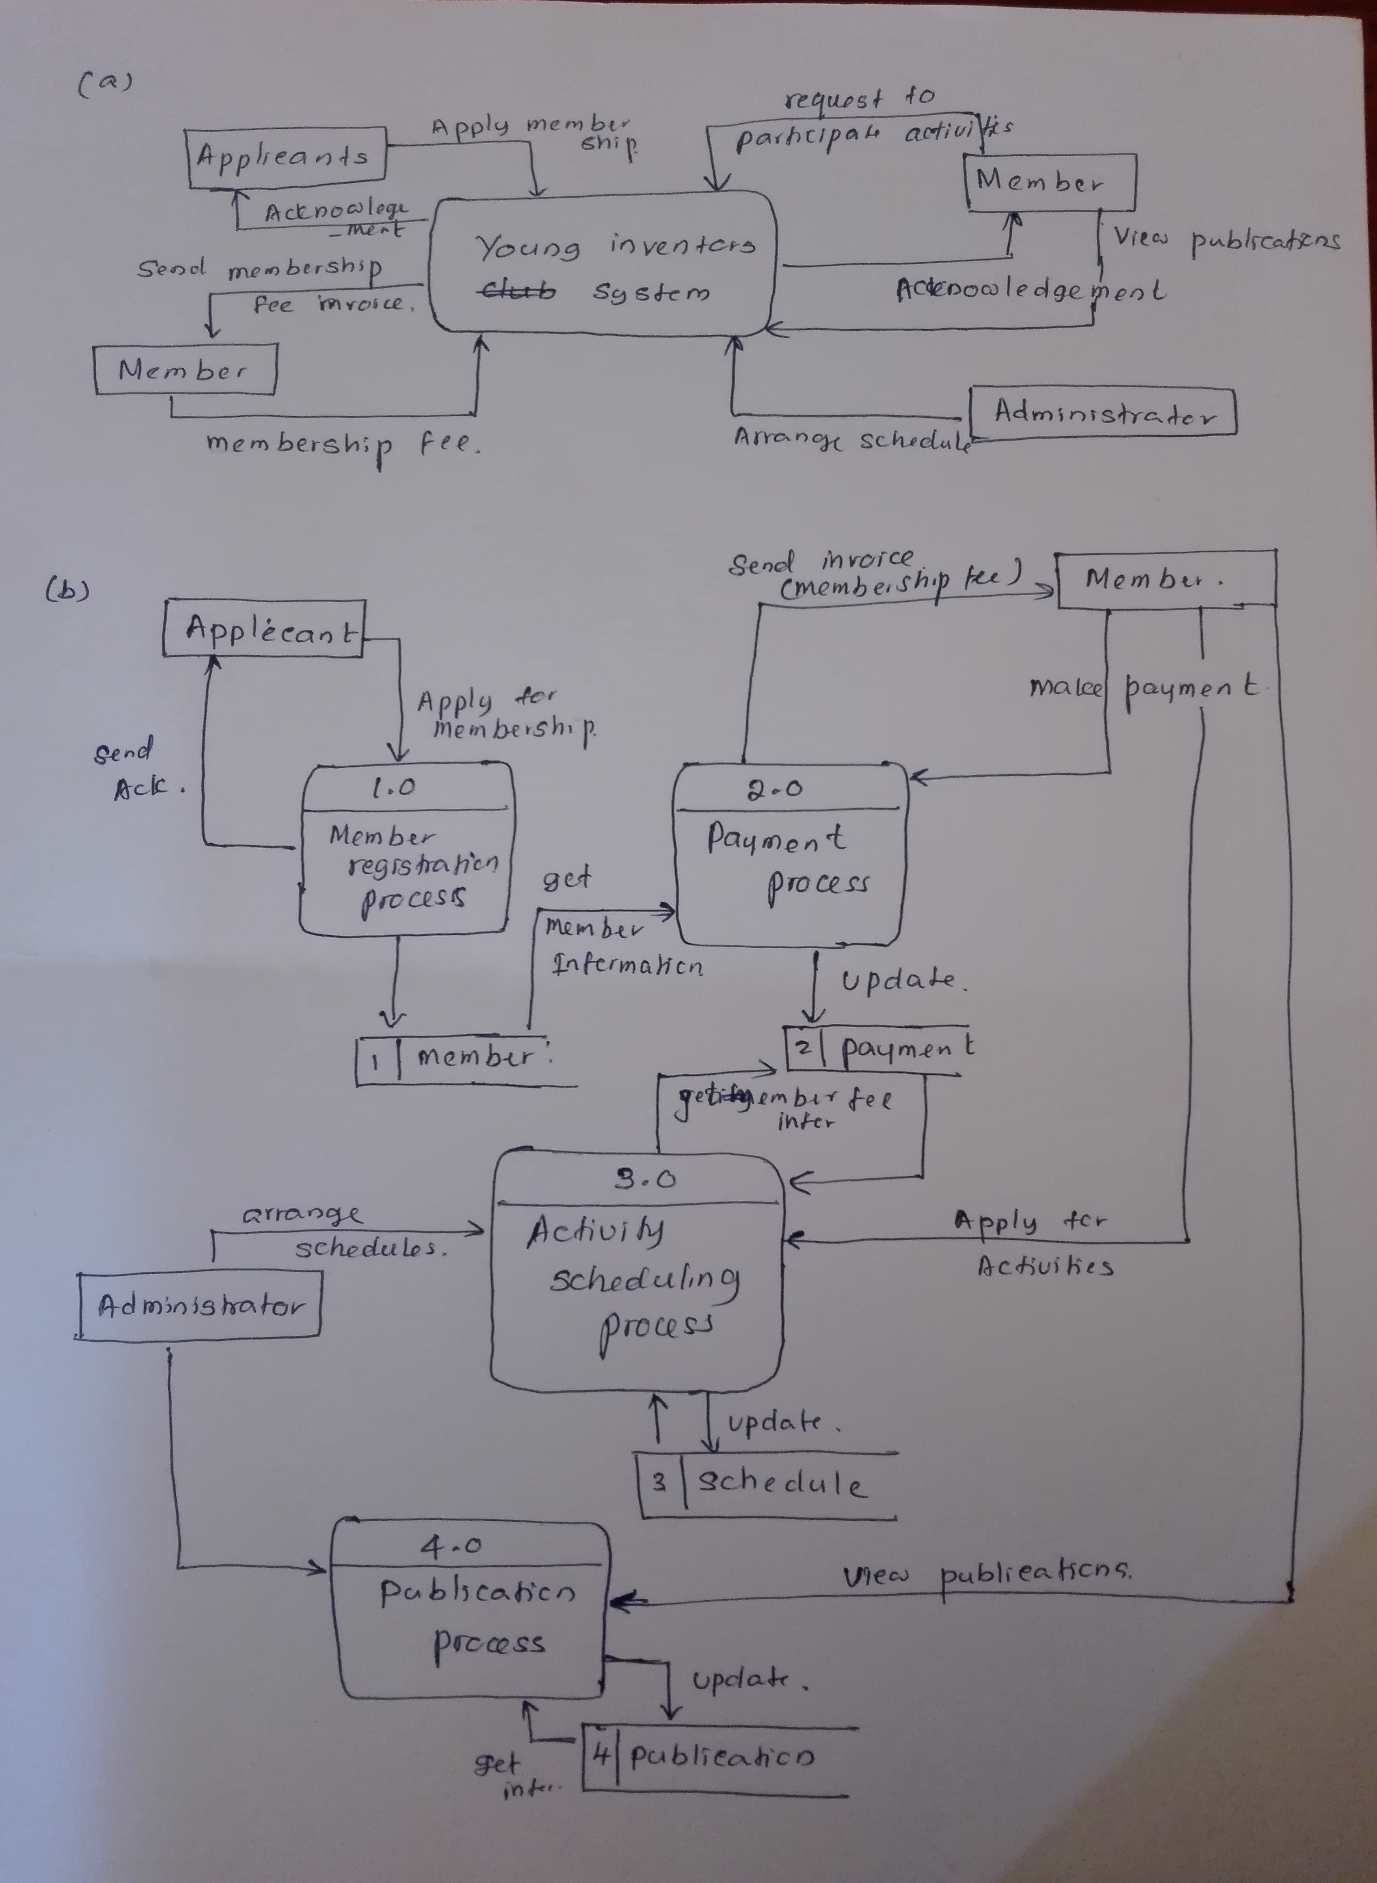 (a)
Applicants
Apply member
ship.
request to
participate activities
Member
Acknowlege
-ment
Young inventors
system
View publications
Acknowledgement
Send membership
fee invoice.
Member
membership fee.
Administrator
Arrange schedule
(b)
Send invoice
(membership fee)
Member.
Applicant
Apply for
membership.
Make payment.
Send
Ack.
1.0
Member
registration
process
2.0
Payment
process
get
member
Information
update.
1 member.
2 payment
get member fee
infor
3.0
Activity
scheduling
process
arrange
schedules.
Administrator
Apply for
Activities
update.
3 schedule
4.0
publication
process
View publications.
update.
get
infor.
4 publication